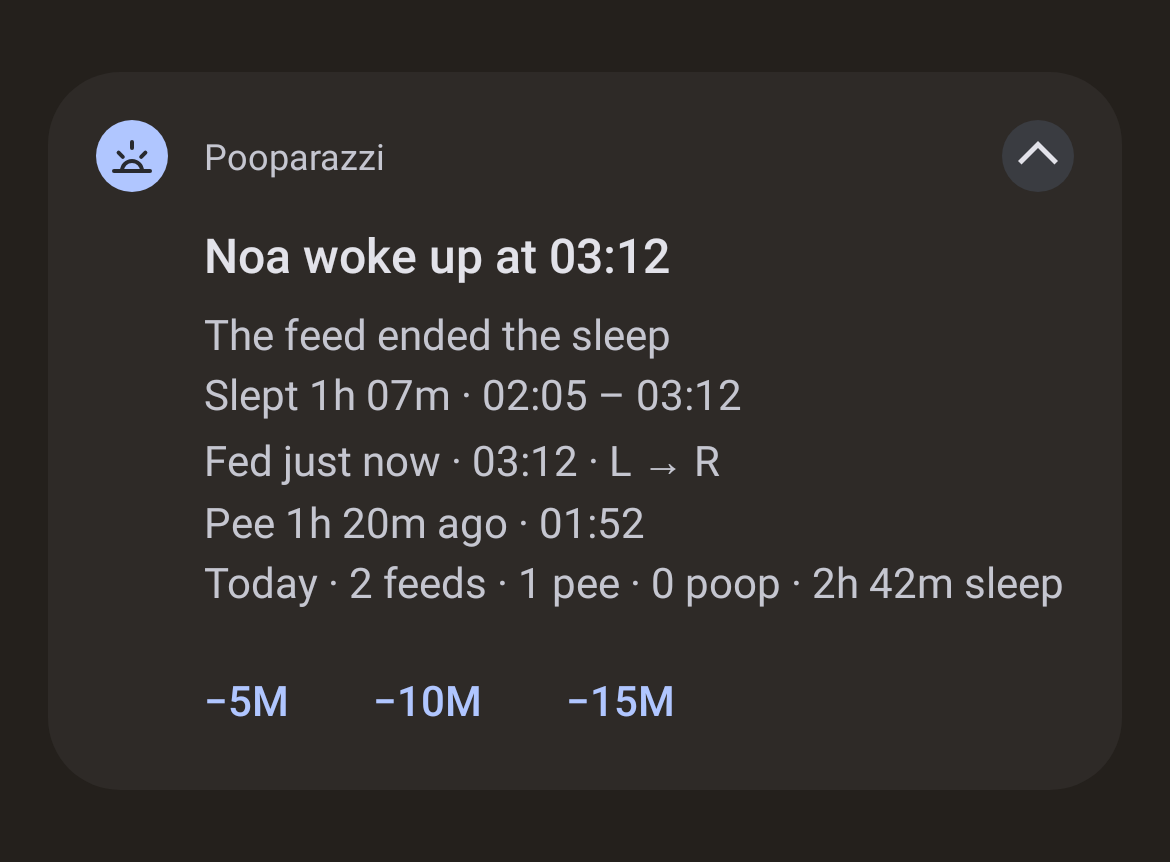 Pooparazzi
Noa woke up at 03:12
The feed ended the sleep
Slept 1h 07m · 02:05 – 03:12
Fed just now · 03:12 · L → R
Pee 1h 20m ago · 01:52
Today · 2 feeds · 1 pee · 0 poop · 2h 42m sleep
−5M −10M −15M